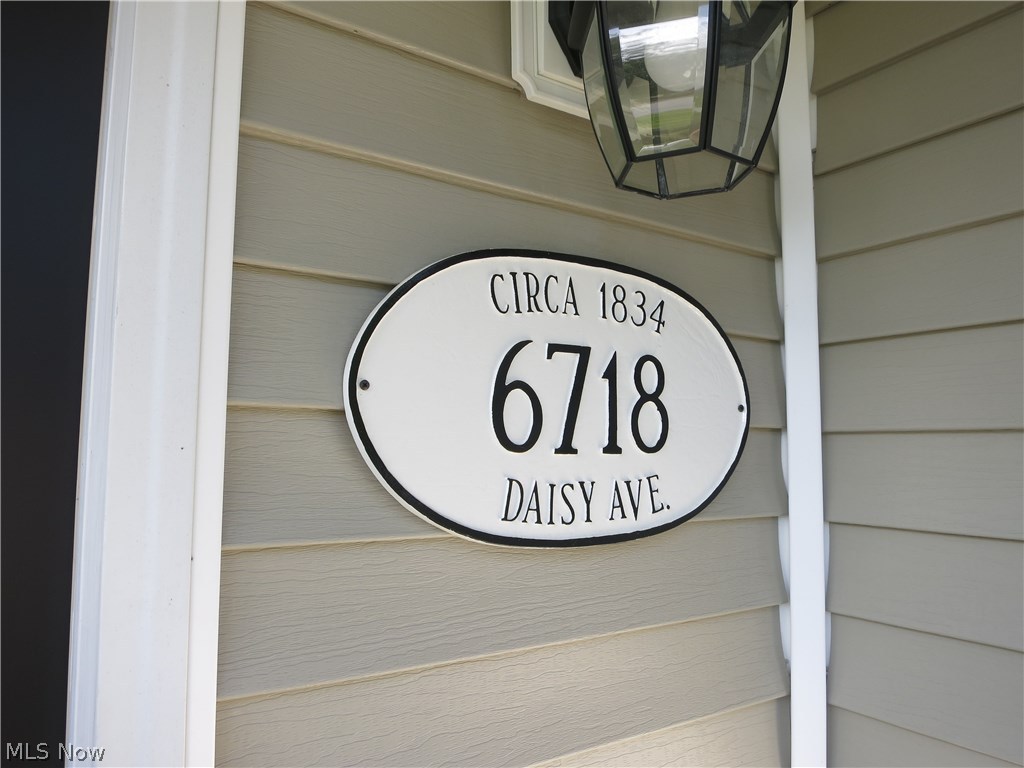 CIRCA 1834
6718
DAISY AVE.
MLS Now